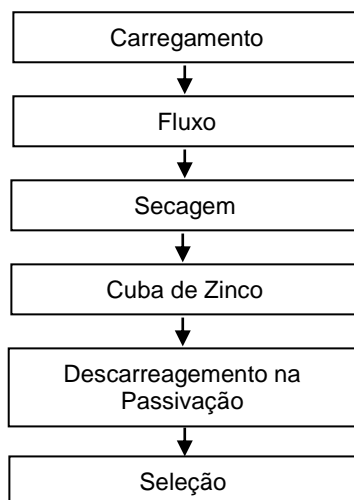 Carregamento
Fluxo
Secagem
Cuba de Zinco
Descarreagemento na
Passivação
Seleção